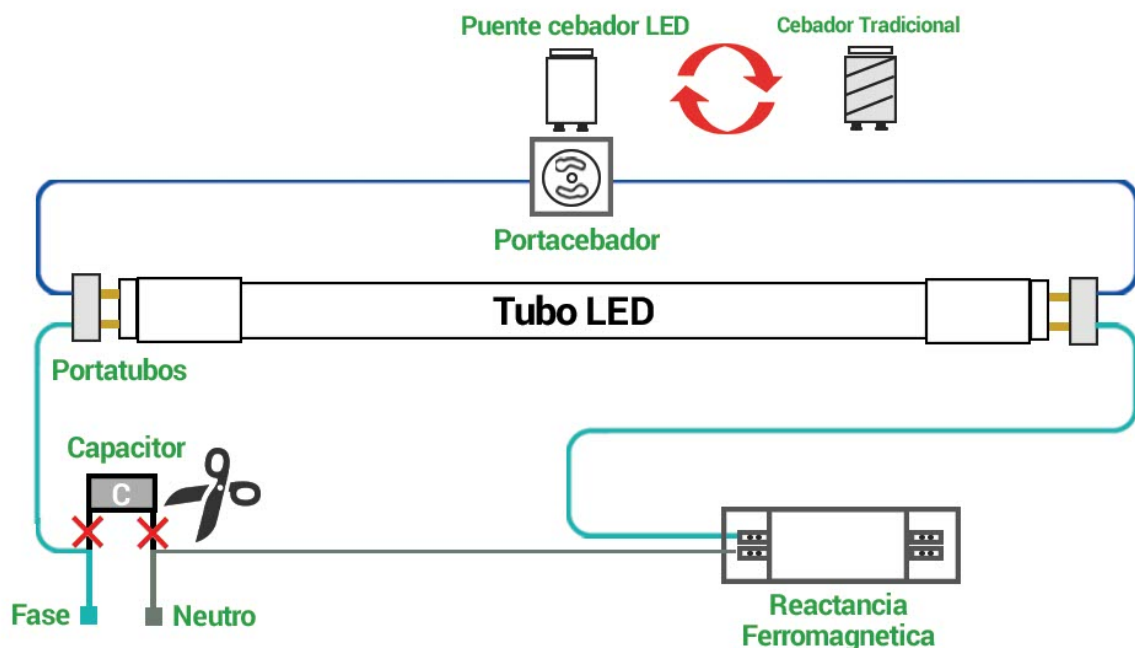 Puente cebador LED
Cebador Tradicional
Portacebador
Tubo LED
Portatubos
Capacitor
C
Fase
Neutro
Reactancia
Ferromagnetica